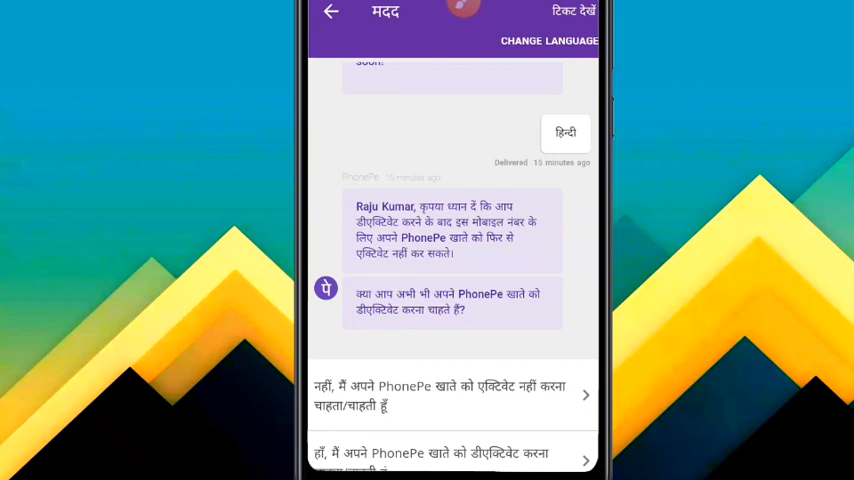 मदद
टिकट देखें
CHANGE LANGUAGE
soon!
हिन्दी
Delivered 15 minutes ago
PhonePe 15 minutes ago
Raju Kumar, कृपया ध्यान दें कि आप
डीएक्टिवेट करने के बाद इस मोबाइल नंबर के
लिए अपने PhonePe खाते को फिर से
एक्टिवेट नहीं कर सकते।
पे
क्या आप अभी भी अपने PhonePe खाते को
डीएक्टिवेट करना चाहते हैं?
नहीं, मैं अपने PhonePe खाते को एक्टिवेट नहीं करना
चाहता/चाहती हूँ
हाँ, मैं अपने PhonePe खाते को डीएक्टिवेट करना